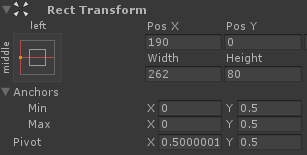 Rect Transform
left
middle
Pos X Pos Y
190 0
Width Height
262 80
Anchors
Min X 0 Y 0.5
Max X 0 Y 0.5
Pivot X 0.5000001 Y 0.5